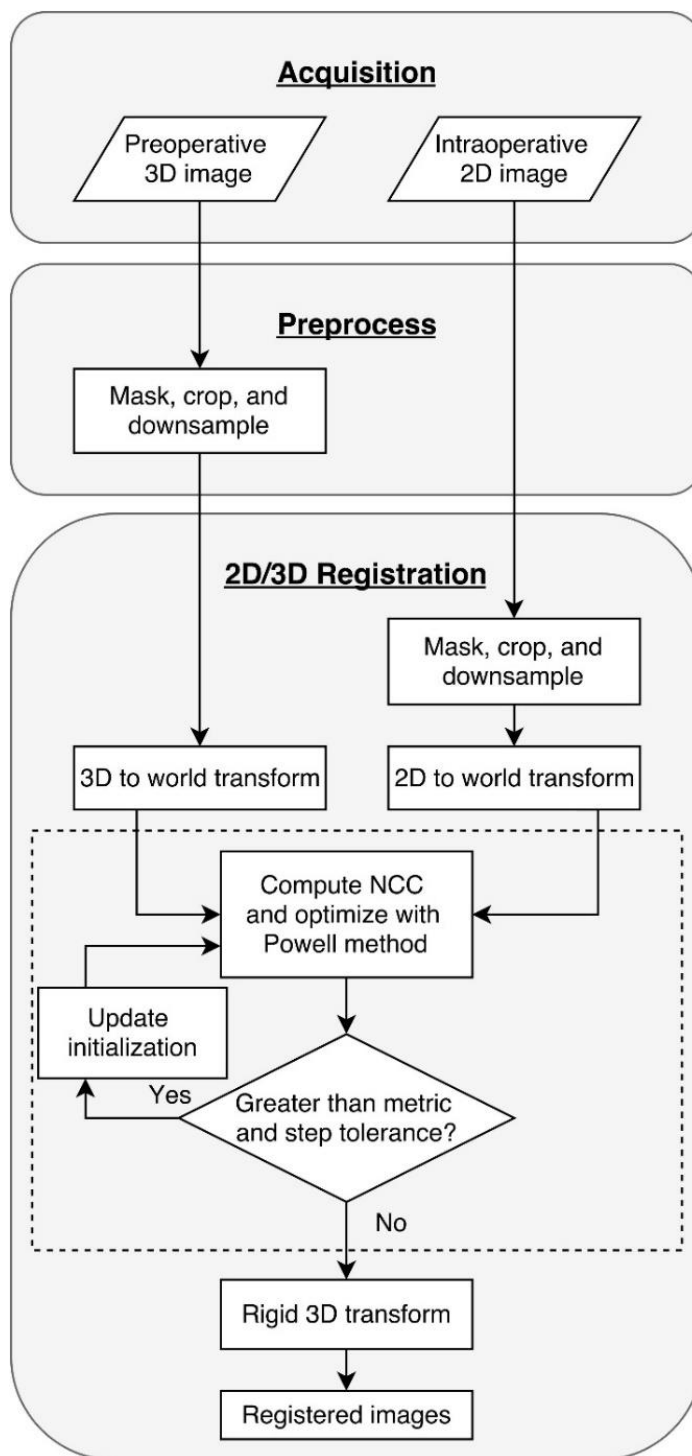 Acquisition
Preoperative
3D image
Intraoperative
2D image
Preprocess
Mask, crop, and
downsample
2D/3D Registration
Mask, crop, and
downsample
3D to world transform
2D to world transform
Compute NCC
and optimize with
Powell method
Update
initialization
Yes
Greater than metric
and step tolerance?
No
Rigid 3D transform
Registered images